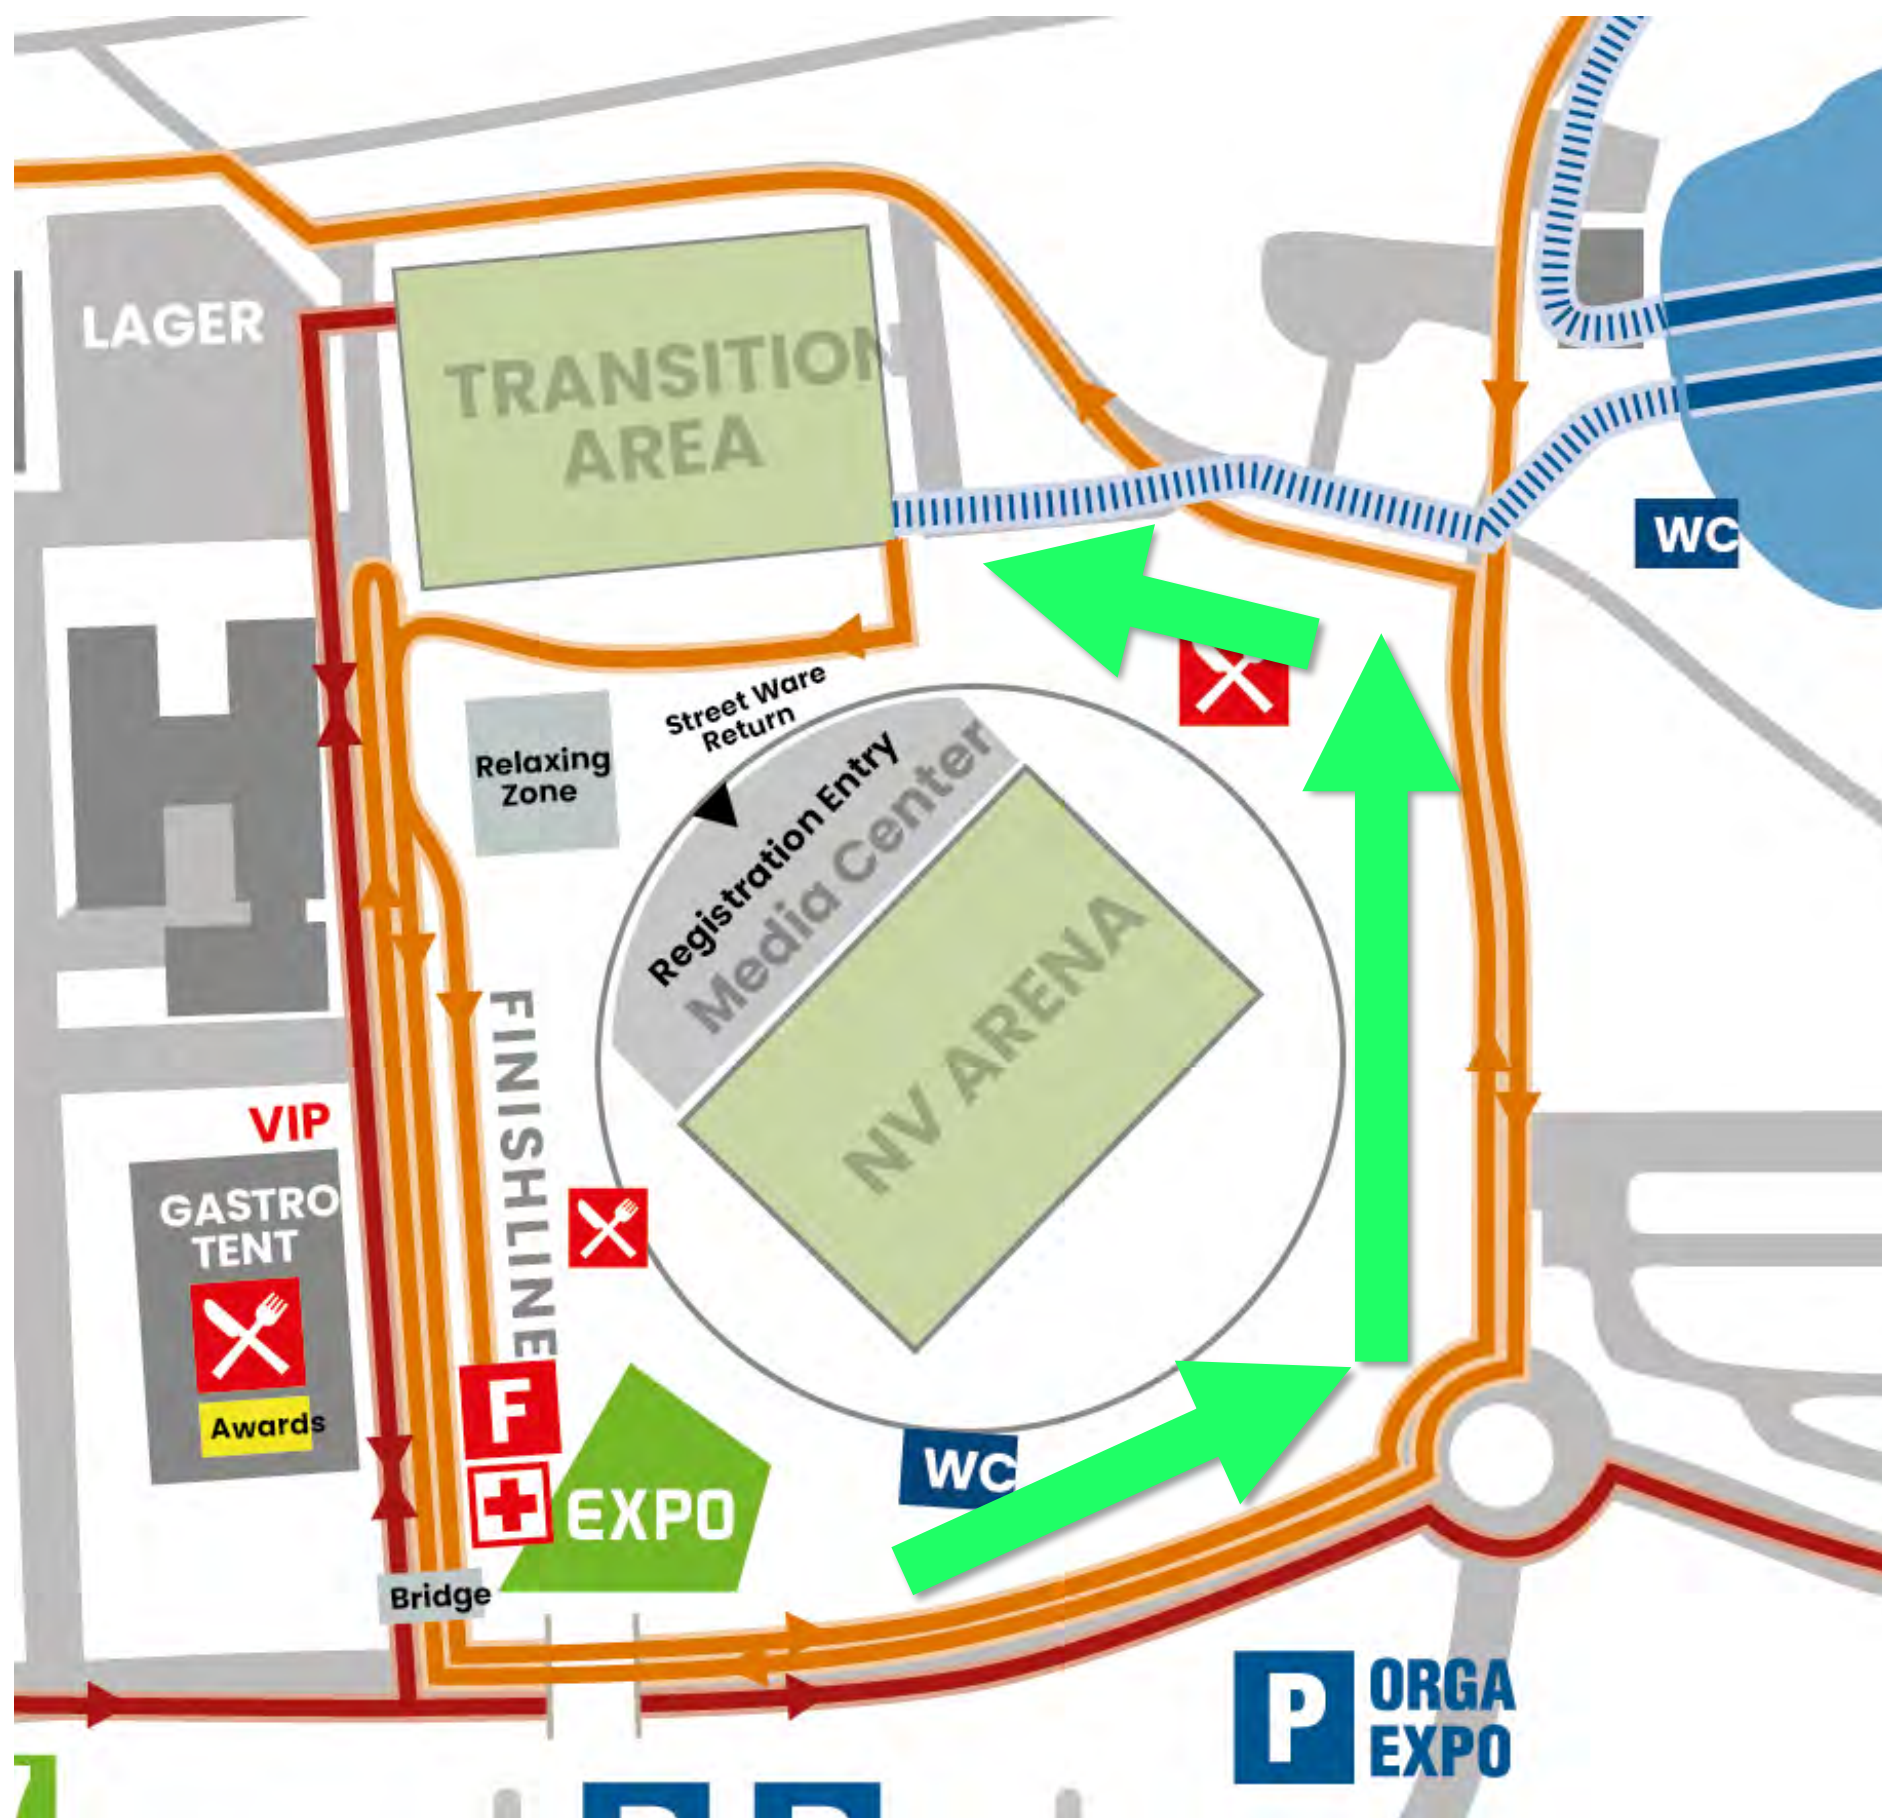 LAGER
TRANSITION
AREA
WC
Street Ware
Return
Relaxing
Zone
Registration Entry
Media Center
NV ARENA
FINISHLINE
VIP
GASTRO
TENT
Awards
F
WC
EXPO
Bridge
P
ORGA
EXPO